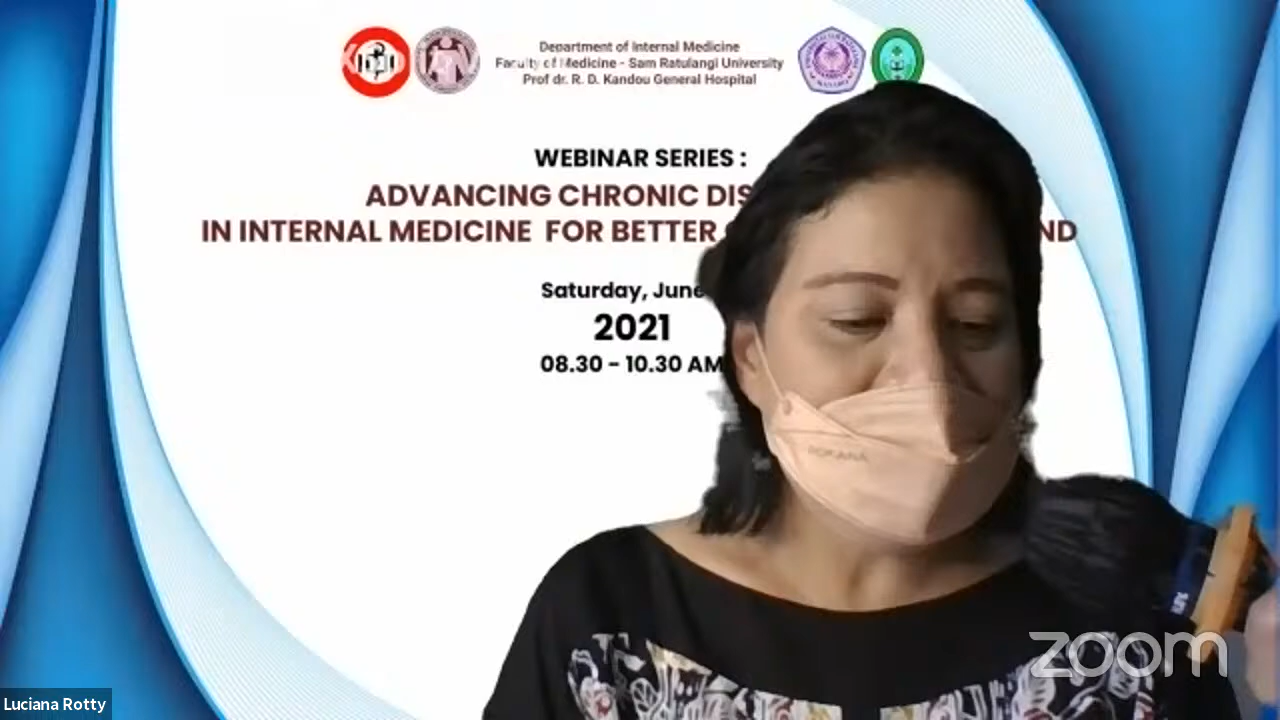 Department of Internal Medicine
Faculty of Medicine - Sam Ratulangi University
Prof dr. R. D. Kandou General Hospital
WEBINAR SERIES :
ADVANCING CHRONIC DIS
IN INTERNAL MEDICINE FOR BETTER
ND
Saturday, June
2021
08.30 - 10.30 AM
zoom
Luciana Rotty